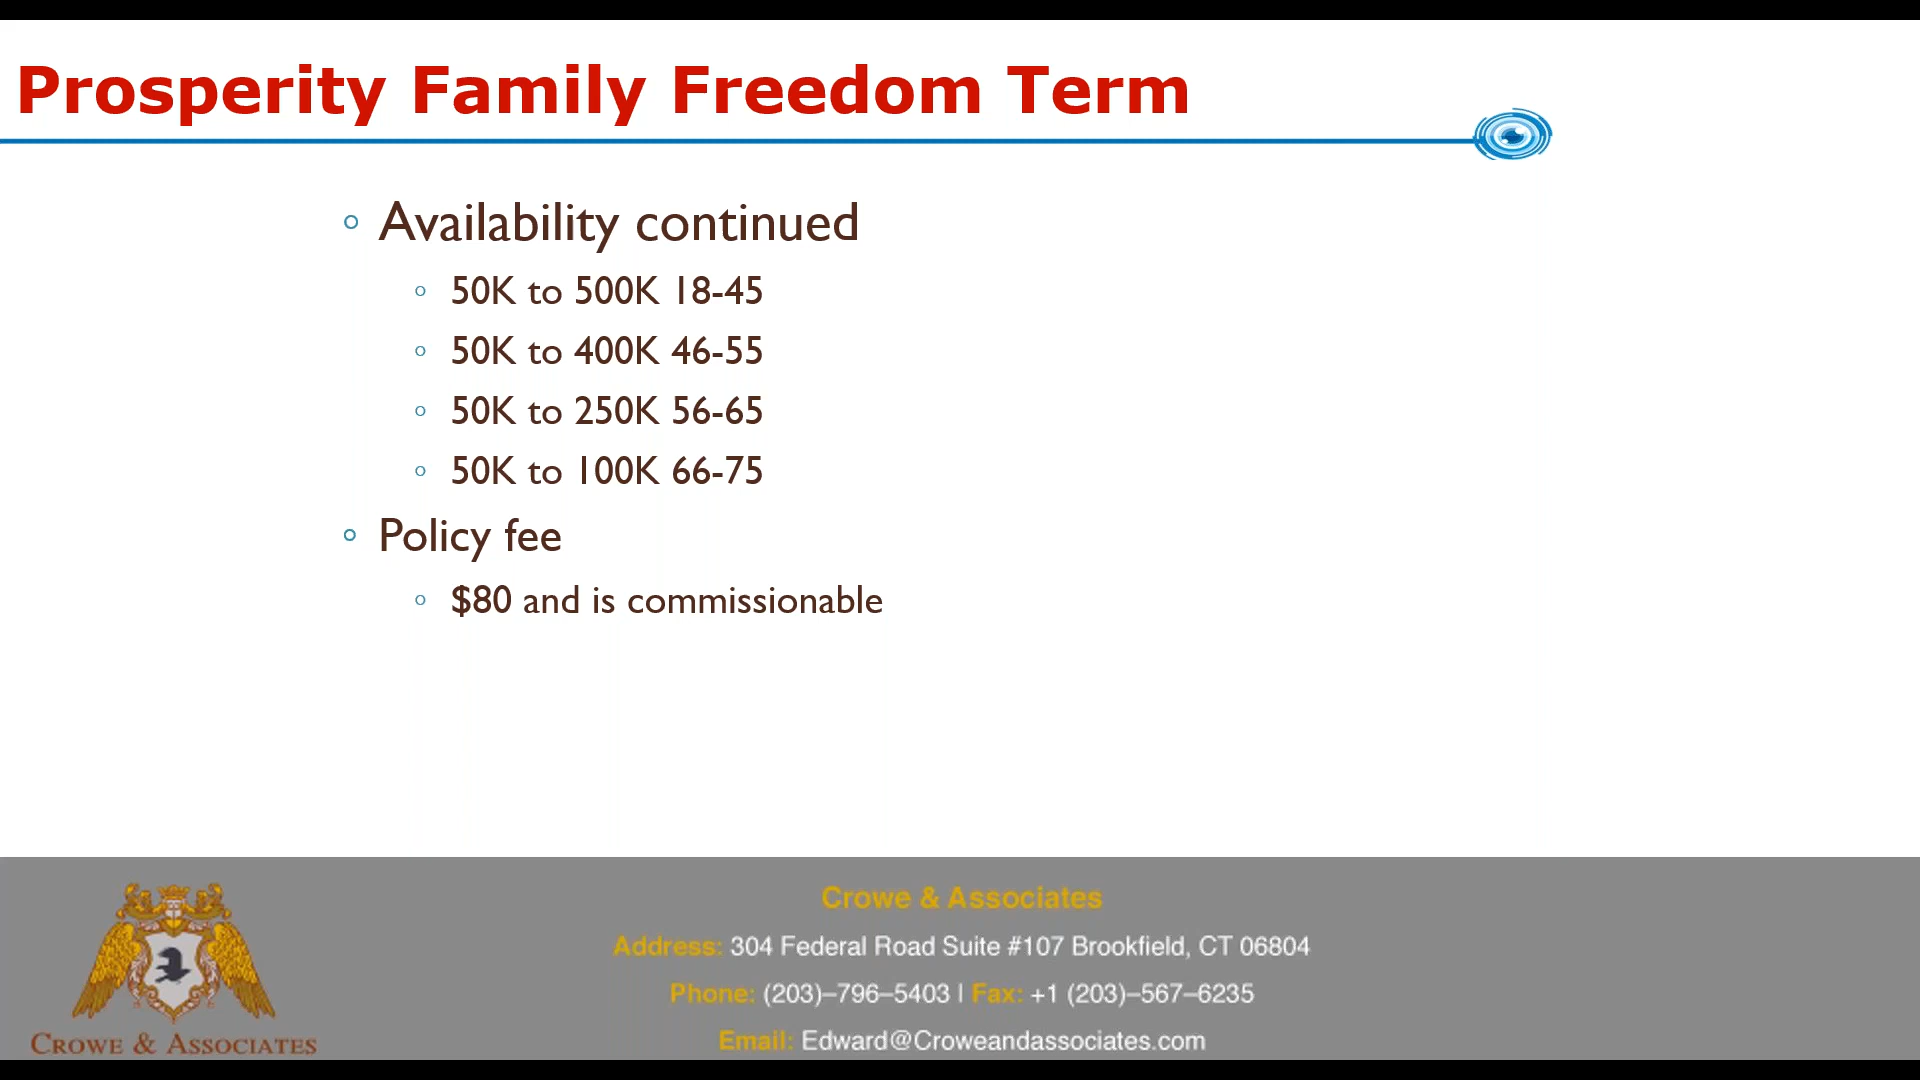 Prosperity Family Freedom Term
Availability continued
50K to 500K 18-45
50K to 400K 46-55
50K to 250K 56-65
50K to 100K 66-75
Policy fee
$80 and is commissionable
Crowe & Associates
Address: 304 Federal Road Suite #107 Brookfield, CT 06804
Phone: (203)–796–5403 | Fax: +1 (203)–567–6235
Email: Edward@Croweandassociates.com
CROWE & ASSOCIATES